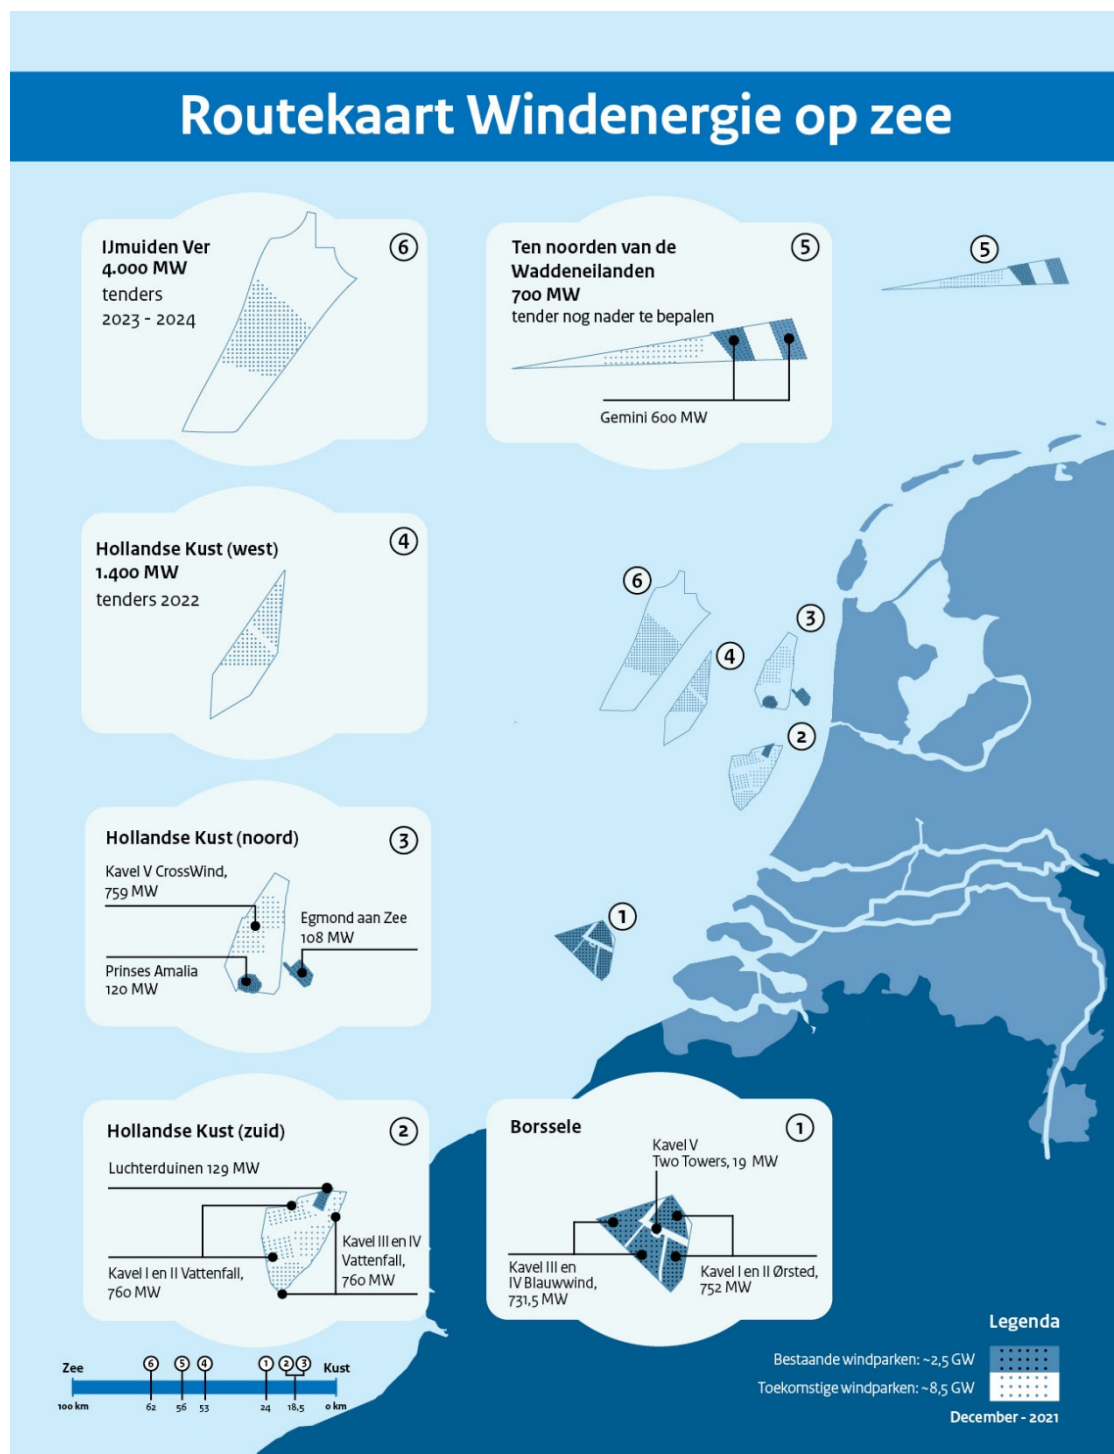 Routekaart Windenergie op zee
IJmuiden Ver
4.000 MW
tenders
2023 - 2024
6
Ten noorden van de
Waddeneilanden
700 MW
tender nog nader te bepalen
5
Gemini 600 MW
5
Hollandse Kust (west)
1.400 MW
tenders 2022
4
6
4
3
2
1
Hollandse Kust (noord)
3
Kavel V CrossWind,
759 MW
Egmond aan Zee
108 MW
Prinses Amalia
120 MW
Hollandse Kust (zuid)
2
Luchterduinen 129 MW
Kavel III en IV
Vattenfall,
760 MW
Kavel I en II Vattenfall,
760 MW
Borssele
1
Kavel V
Two Towers, 19 MW
Kavel III en
IV Blauwwind,
731,5 MW
Kavel I en II Ørsted,
752 MW
Zee
6 5 4 1 2 3
Kust
100 km 62 56 53 24 18,5 0 km
Legenda
Bestaande windparken: ~2,5 GW
Toekomstige windparken: ~8,5 GW
December - 2021